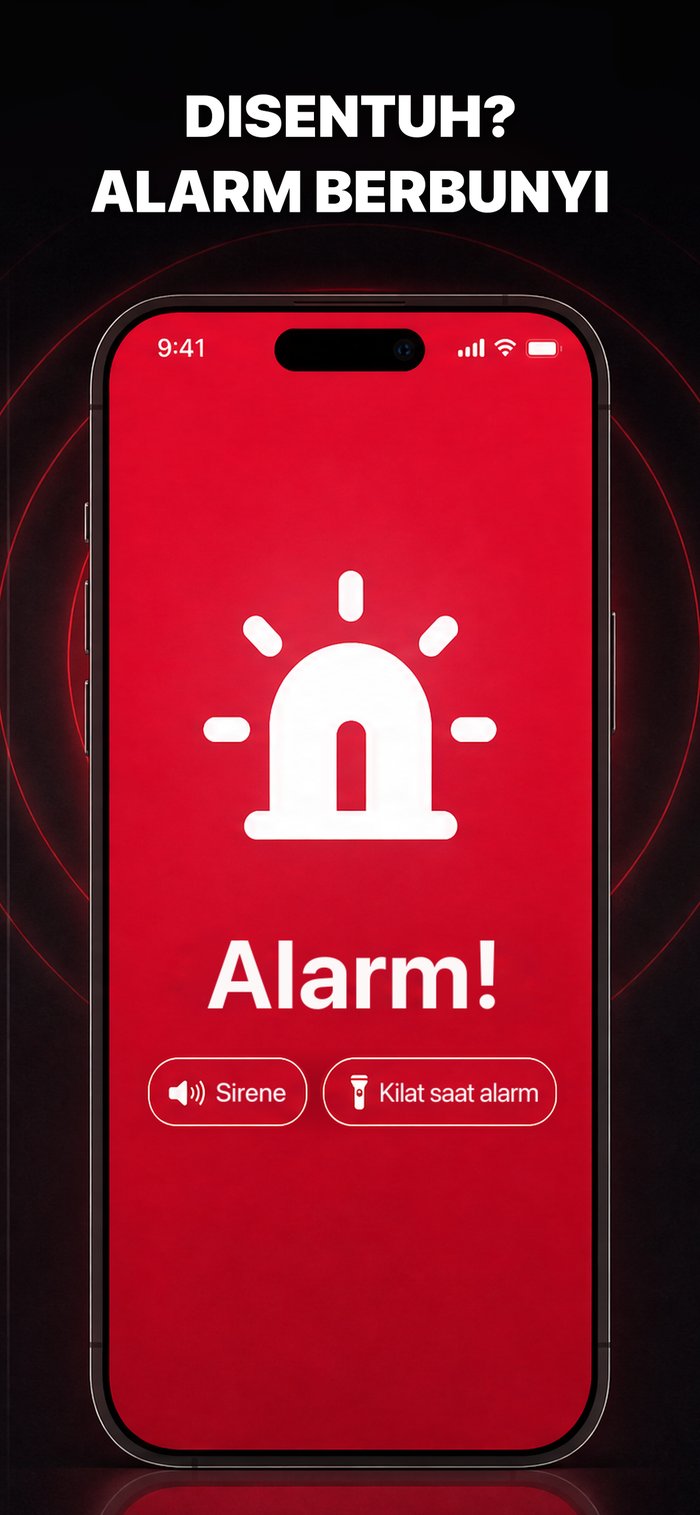 DISENTUH?
ALARM BERBUNYI
9:41
Alarm!
Sirene
Kilat saat alarm